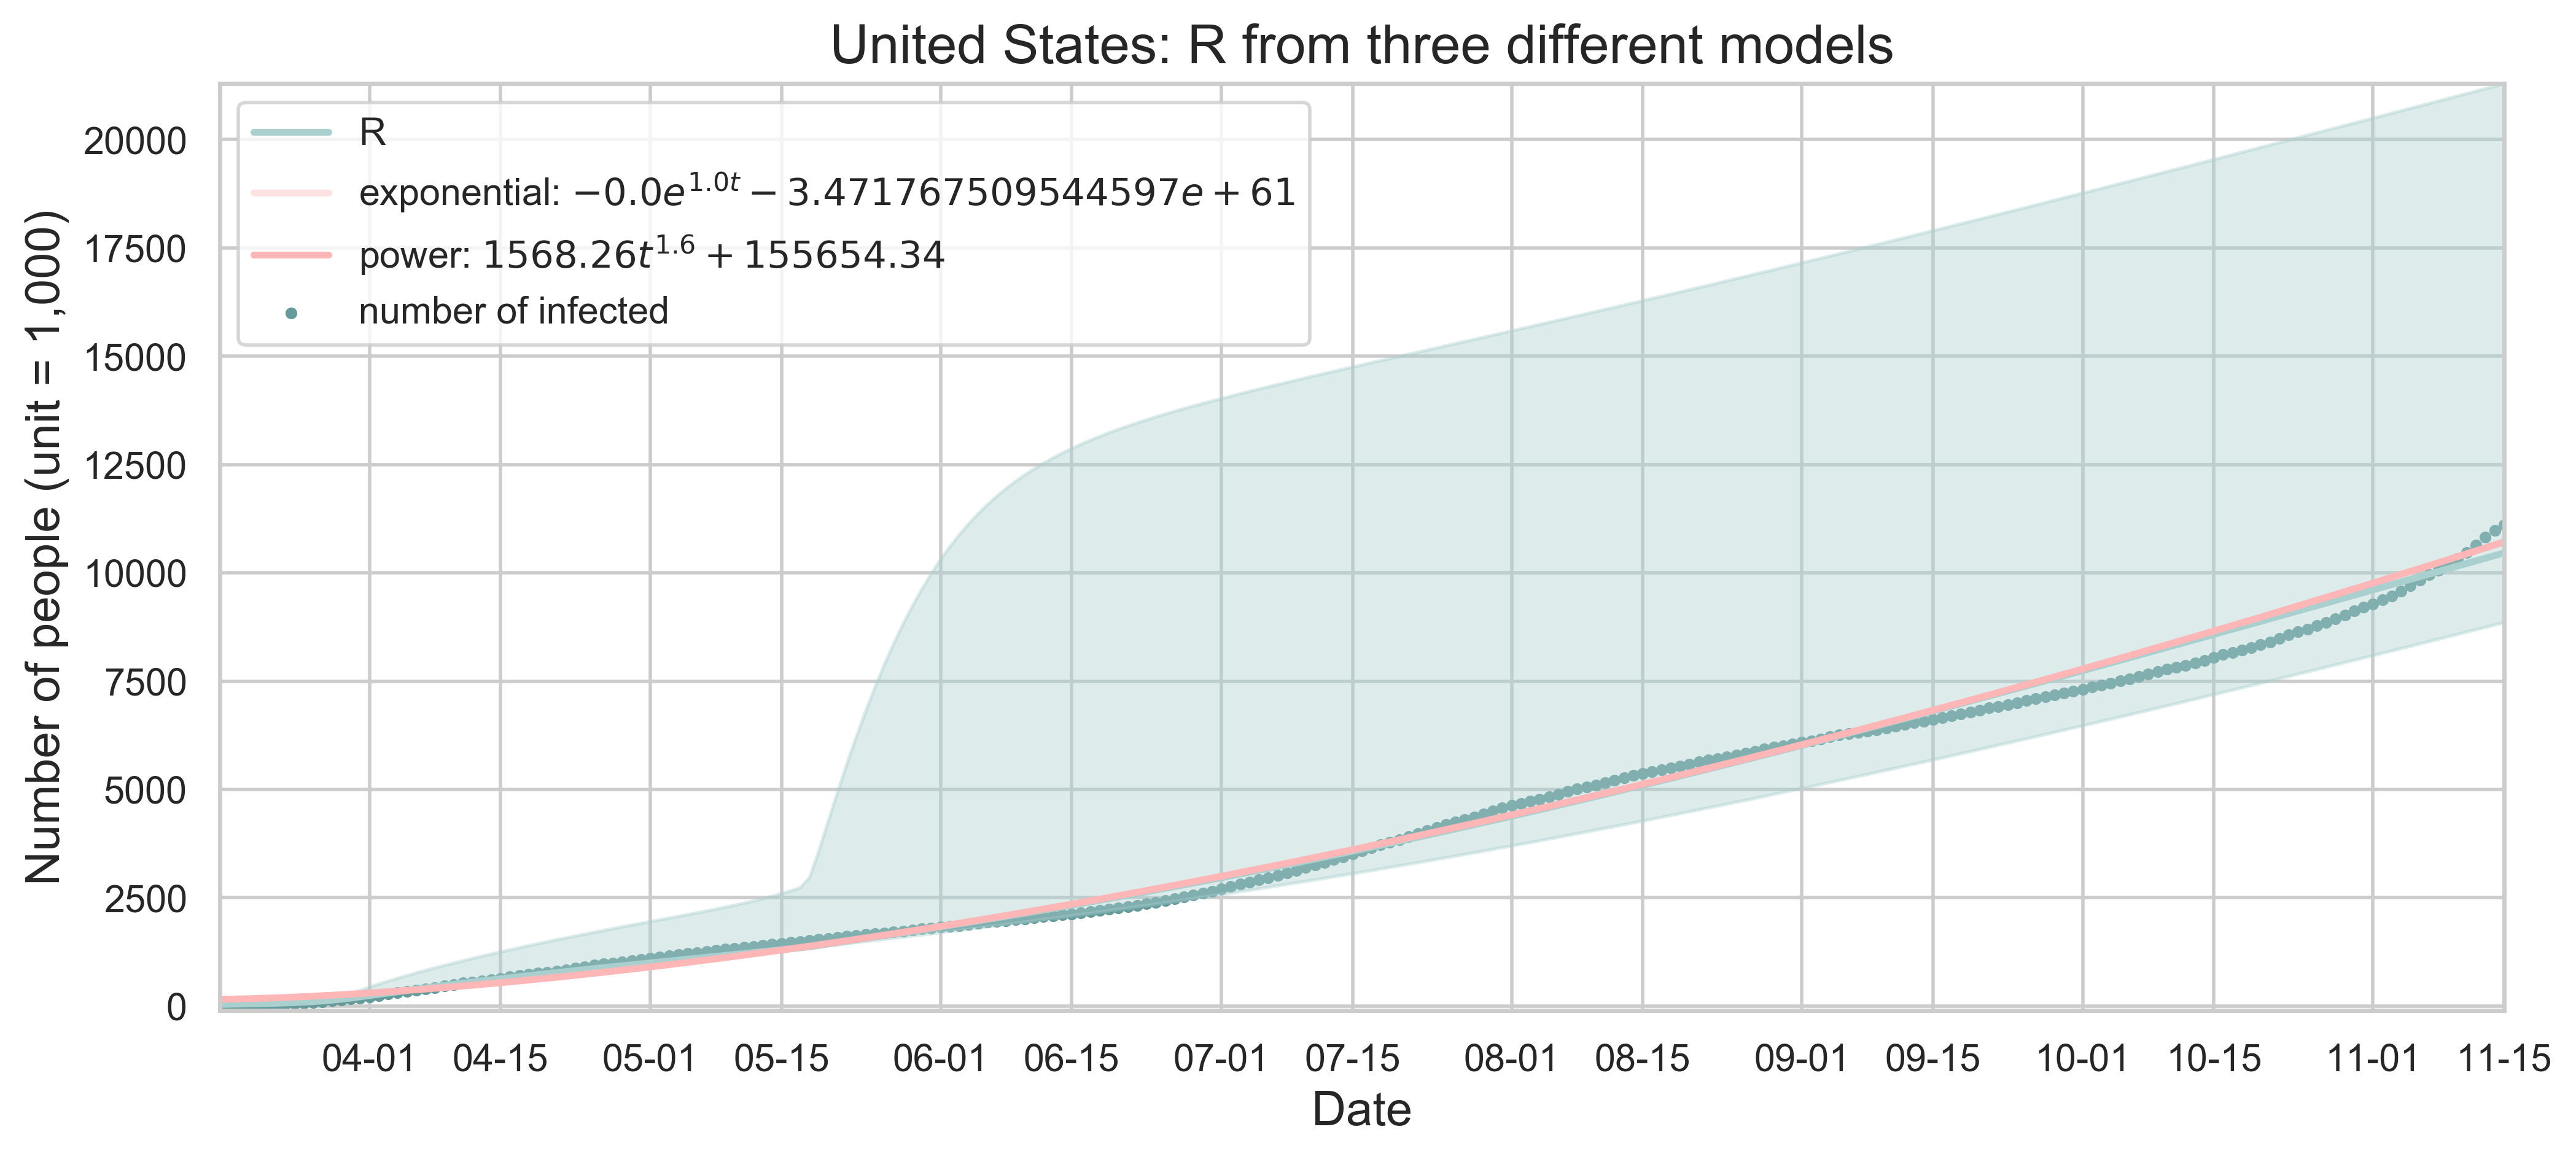 United States: R from three different models
R
exponential: −0.0e^{1.0t} − 3.471767509544597e + 61
power: 1568.26t^{1.6} + 155654.34
number of infected
Number of people (unit = 1,000)
20000
17500
15000
12500
10000
7500
5000
2500
0
04-01 04-15 05-01 05-15 06-01 06-15 07-01 07-15 08-01 08-15 09-01 09-15 10-01 10-15 11-01 11-15
Date